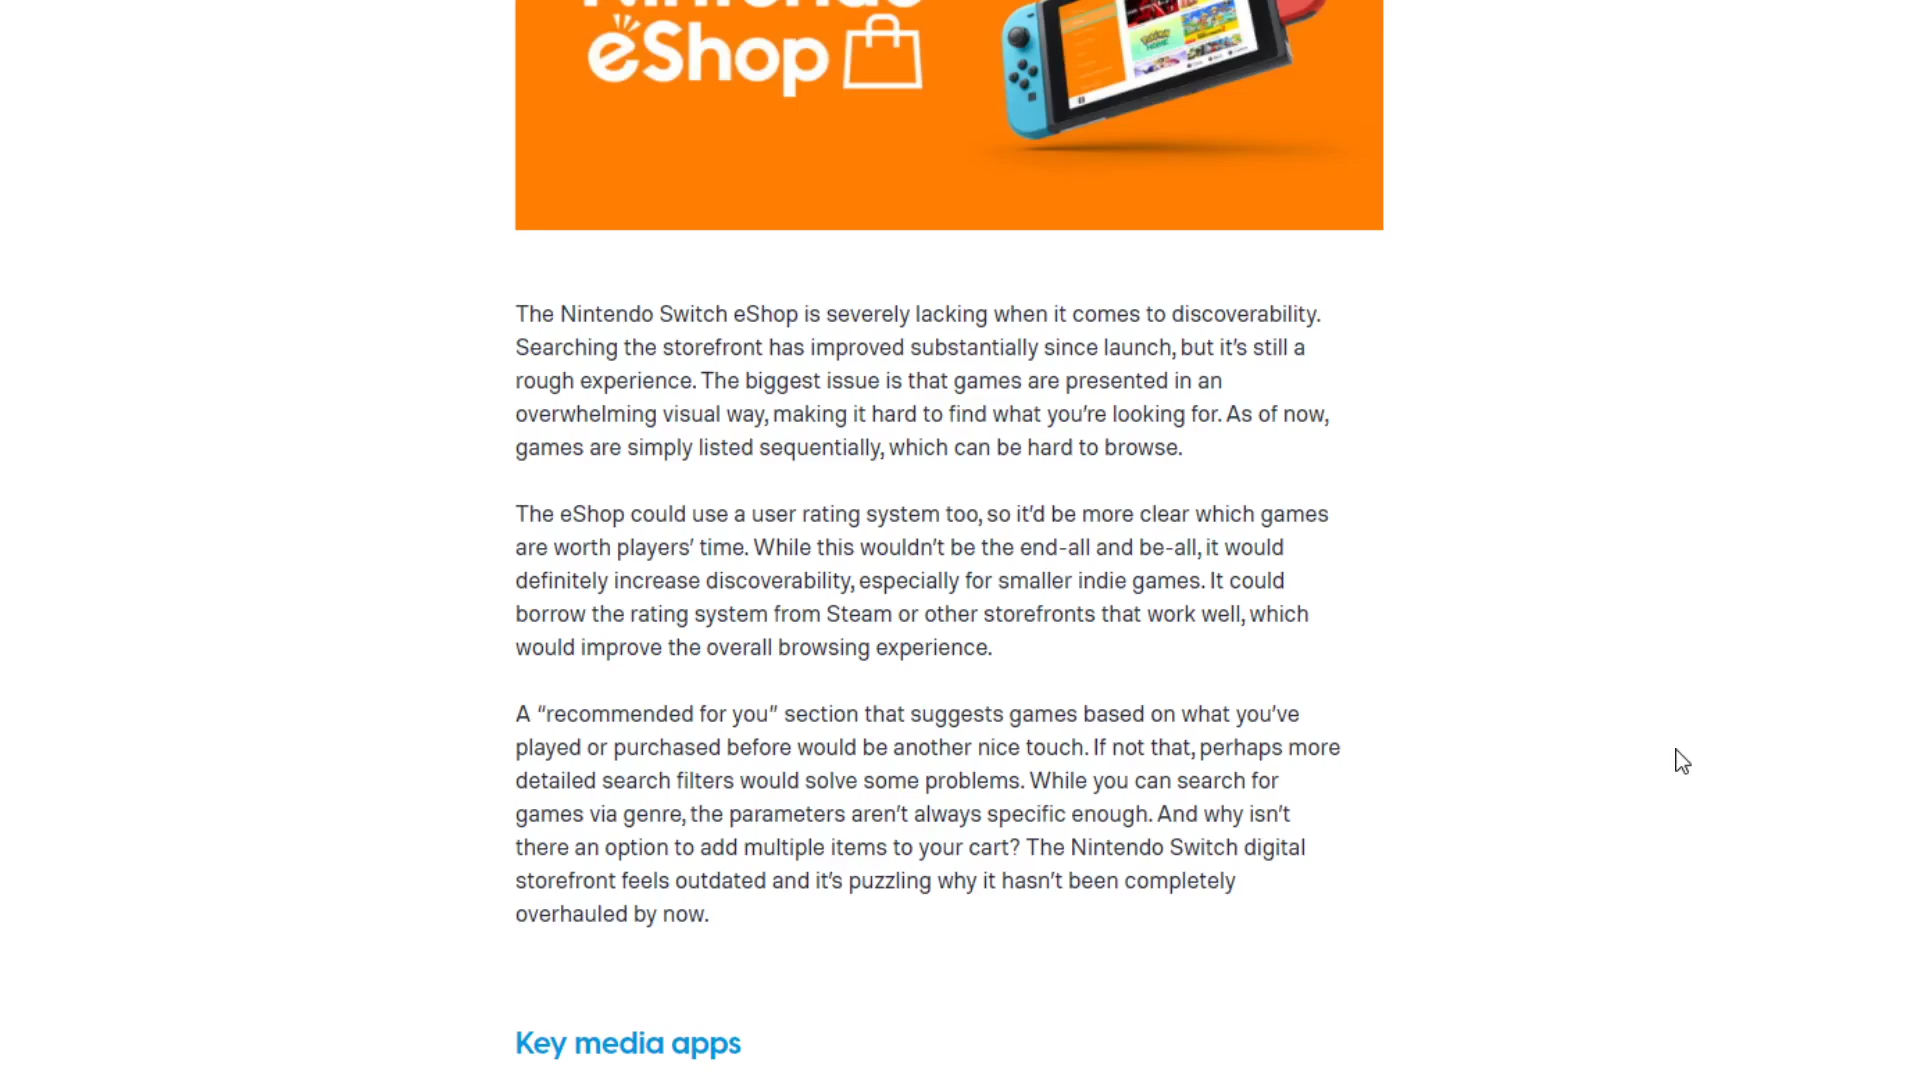 Nintendo
eShop
The Nintendo Switch eShop is severely lacking when it comes to discoverability.
Searching the storefront has improved substantially since launch, but it’s still a
rough experience. The biggest issue is that games are presented in an
overwhelming visual way, making it hard to find what you’re looking for. As of now,
games are simply listed sequentially, which can be hard to browse.
The eShop could use a user rating system too, so it’d be more clear which games
are worth players’ time. While this wouldn’t be the end-all and be-all, it would
definitely increase discoverability, especially for smaller indie games. It could
borrow the rating system from Steam or other storefronts that work well, which
would improve the overall browsing experience.
A “recommended for you” section that suggests games based on what you’ve
played or purchased before would be another nice touch. If not that, perhaps more
detailed search filters would solve some problems. While you can search for
games via genre, the parameters aren’t always specific enough. And why isn’t
there an option to add multiple items to your cart? The Nintendo Switch digital
storefront feels outdated and it’s puzzling why it hasn’t been completely
overhauled by now.
Key media apps